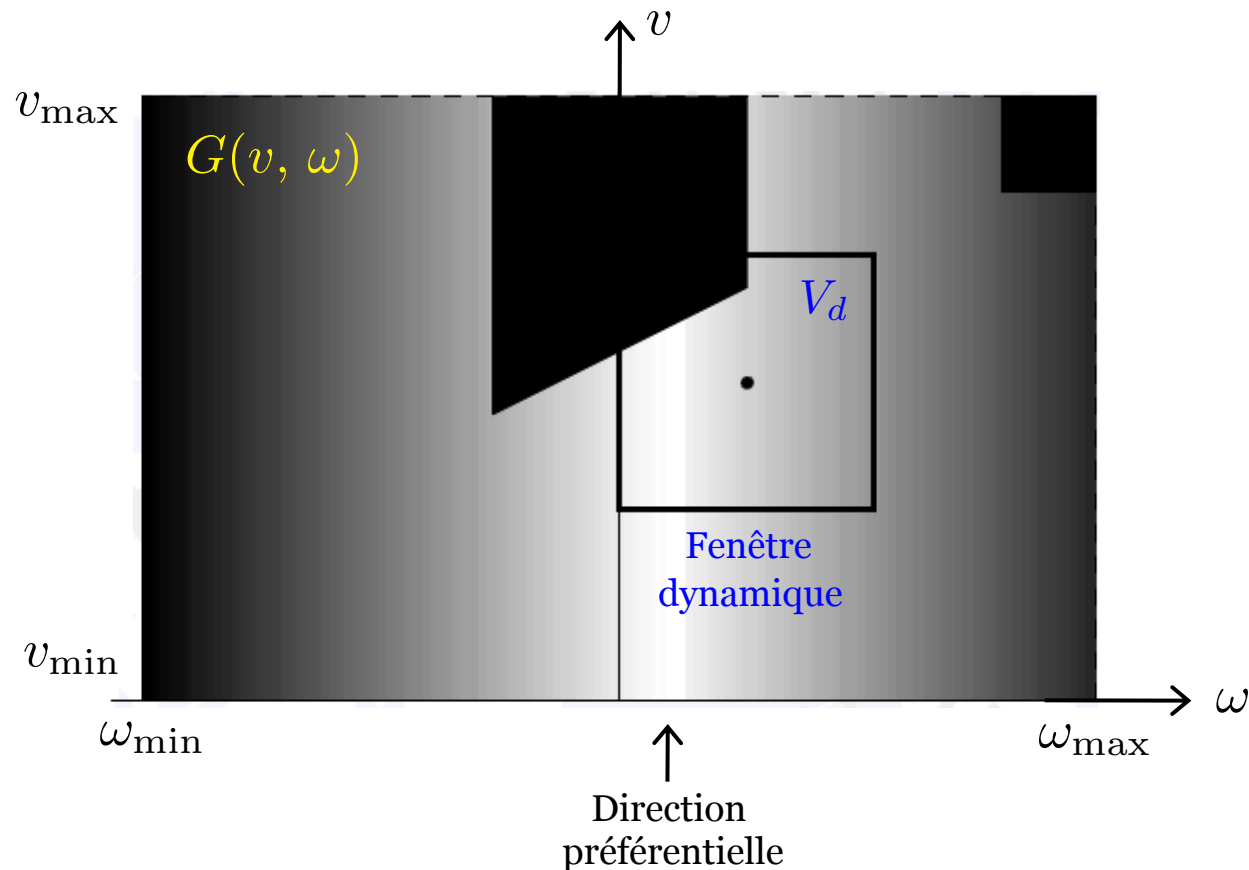 v
v_max
G(v, ω)
V_d
Fenêtre
dynamique
v_min
ω
ω_min
ω_max
Direction
préférentielle